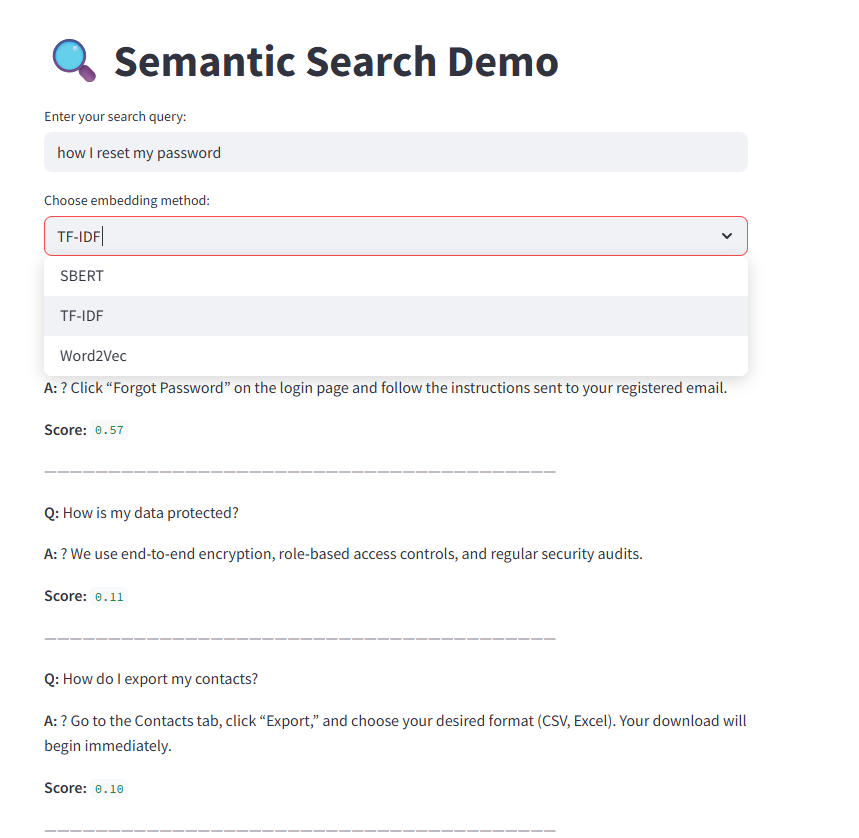 Semantic Search Demo
Enter your search query:
how I reset my password
Choose embedding method:
TF-IDF
SBERT
TF-IDF
Word2Vec
A: ? Click “Forgot Password” on the login page and follow the instructions sent to your registered email.
Score: 0.57
Q: How is my data protected?
A: ? We use end-to-end encryption, role-based access controls, and regular security audits.
Score: 0.11
Q: How do I export my contacts?
A: ? Go to the Contacts tab, click “Export,” and choose your desired format (CSV, Excel). Your download will
begin immediately.
Score: 0.10